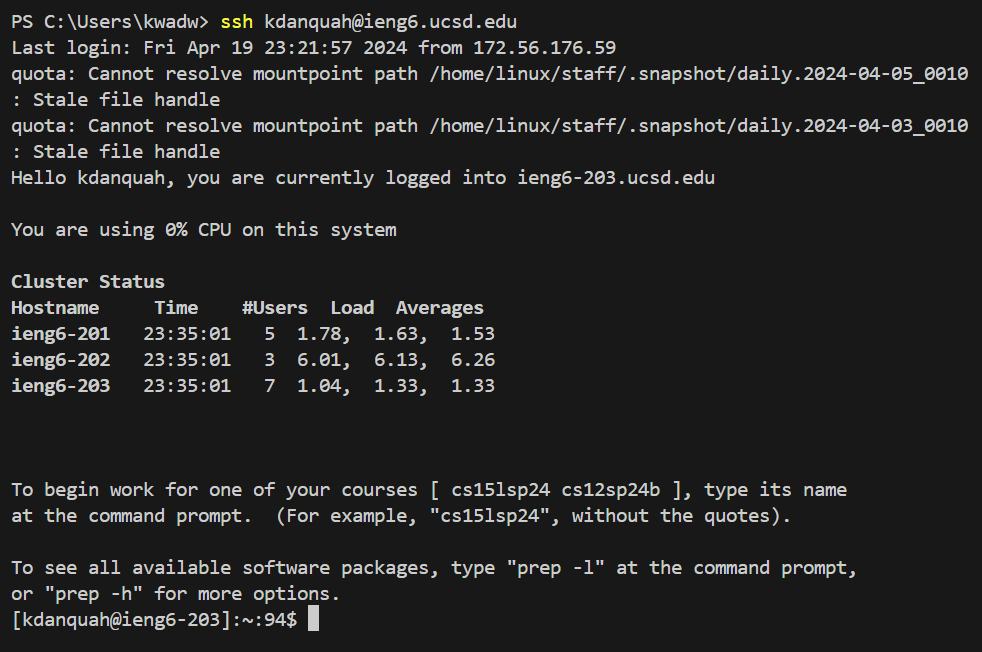 PS C:\Users\kwadw> ssh kdanquah@ieng6.ucsd.edu
Last login: Fri Apr 19 23:21:57 2024 from 172.56.176.59
quota: Cannot resolve mountpoint path /home/linux/staff/.snapshot/daily.2024-04-05_0010
: Stale file handle
quota: Cannot resolve mountpoint path /home/linux/staff/.snapshot/daily.2024-04-03_0010
: Stale file handle
Hello kdanquah, you are currently logged into ieng6-203.ucsd.edu
You are using 0% CPU on this system
Cluster Status
Hostname     Time    #Users  Load  Averages
ieng6-201   23:35:01   5  1.78,  1.63,  1.53
ieng6-202   23:35:01   3  6.01,  6.13,  6.26
ieng6-203   23:35:01   7  1.04,  1.33,  1.33
To begin work for one of your courses [ cs15lsp24 cs12sp24b ], type its name
at the command prompt.  (For example, "cs15lsp24", without the quotes).
To see all available software packages, type "prep -l" at the command prompt,
or "prep -h" for more options.
[kdanquah@ieng6-203]:~:94$